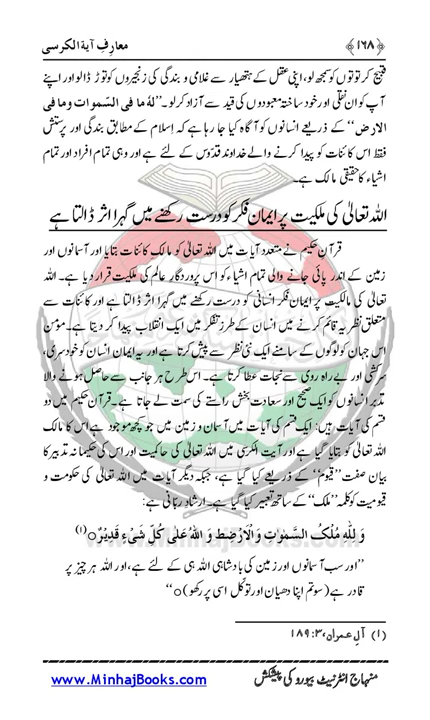 معارفِ آیۃ الکرسی ﴿۱۶۸﴾
قبیح کرتوتوں کو سمجھ لو، اپنی عقل کے ہتھیار سے غلامی و بندگی کی زنجیروں کو توڑ ڈالو اور اپنے
آپ کو ان نقلی اور خود ساختہ معبودوں کی قید سے آزاد کر لو۔ ’’لہ ما فی السموات وما فی
الارض‘‘ کے ذریعے انسانوں کو آگاہ کیا جا رہا ہے کہ اسلام کے مطابق بندگی اور پرستش
فقط اس کائنات کو پیدا کرنے والے خداوند قدوس کے لئے ہے اور وہی تمام افراد اور تمام
اشیاء کا حقیقی مالک ہے۔
اللہ تعالیٰ کی ملکیت پر ایمان فکر کو درست رکھنے میں گہرا اثر ڈالتا ہے
قرآن حکیم نے متعدد آیات میں اللہ تعالیٰ کو مالک کائنات بتایا اور آسمانوں اور
زمین کے اندر پائی جانے والی تمام اشیاء کو اس پروردگار عالم کی ملکیت قرار دیا ہے۔ اللہ
تعالیٰ کی مالکیت پر ایمان فکر انسانی کو درست رکھنے میں گہرا اثر ڈالتا ہے اور کائنات سے
متعلق نظریہ قائم کرنے میں انسان کے طرز تفکر میں ایک انقلاب پیدا کر دیتا ہے۔ مؤمن
اس جہان کو لوگوں کے سامنے ایک نئی نظر سے پیش کرتا ہے اور یہ ایمان انسان کو خود سری،
سرکشی اور بے راہ روی سے نجات عطا کرتا ہے۔ اس طرح ہر جانب سے حاصل ہونے والا
تدبر انسانوں کو ایک صحیح اور سعادت بخش راستے کی سمت لے جاتا ہے۔ قرآن حکیم میں دو
قسم کی آیات ہیں: ایک قسم کی آیات میں آسمان و زمین میں جو کچھ موجود ہے اس کا مالک
اللہ تعالیٰ کو بتایا گیا ہے اور آیت الکرسی میں اللہ تعالیٰ کی حاکمیت اور اس کی حکیمانہ تدبیر کا
بیان صفت ’’قیوم‘‘ کے ذریعے کیا گیا ہے، جبکہ دیگر آیات میں اللہ تعالیٰ کی حکومت و
قیومیت کو کلمہ ’’ملک‘‘ کے ساتھ تعبیر کیا گیا ہے۔ ارشادِ ربانی ہے:
وَ لِلّٰهِ مُلْکُ السَّمٰوٰتِ وَ الْاَرْضِط وَ اللهُ عَلٰی کُلِّ شَیْءٍ قَدِیْرٌo(۱)
’’اور سب آسمانوں اور زمین کی بادشاہی اللہ ہی کے لئے ہے، اور اللہ ہر چیز پر
قادر ہے (سو تم اپنا دھیان اور توکل اسی پر رکھو)o‘‘
(۱) آل عمران، ۳: ۱۸۹
منہاج انٹرنیٹ بیورو کی پیشکش www.MinhajBooks.com